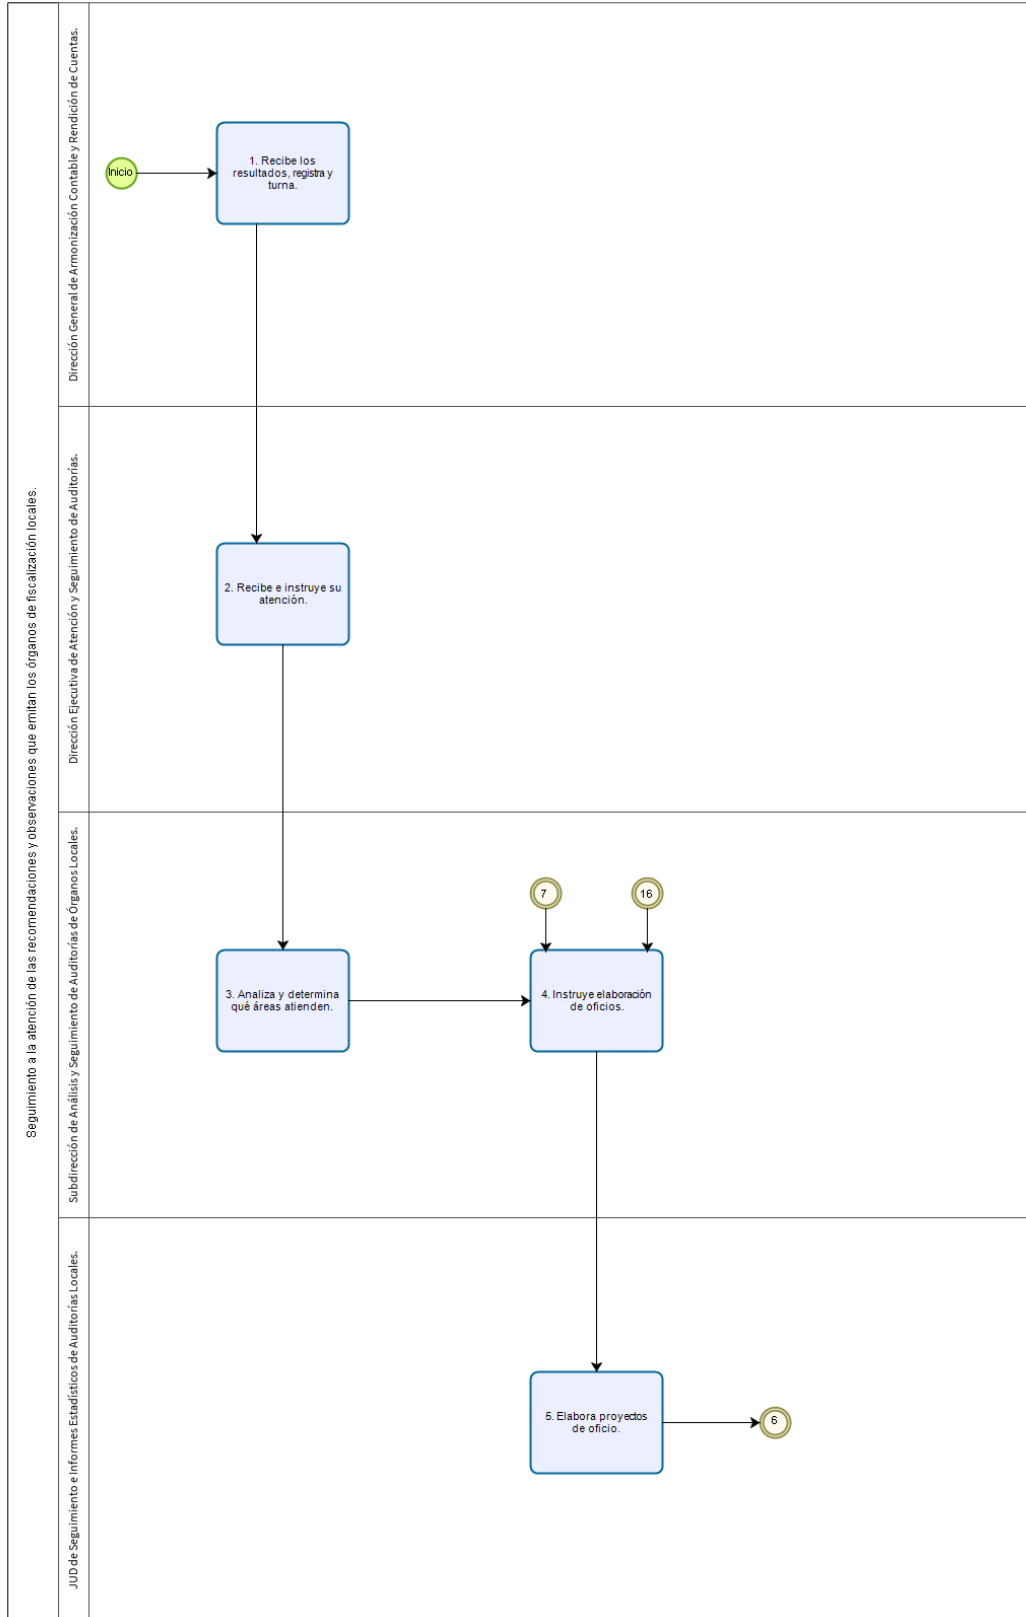 Seguimiento a la atención de las recomendaciones y observaciones que emitan los órganos de fiscalización locales.
Dirección General de Armonización Contable y Rendición de Cuentas.
Inicio
1. Recibe los
resultados, registra y
turna.
Dirección Ejecutiva de Atención y Seguimiento de Auditorías.
2. Recibe e instruye su
atención.
Subdirección de Análisis y Seguimiento de Auditorías de Órganos Locales.
7
16
3. Analiza y determina
qué áreas atienden.
4. Instruye elaboración
de oficios.
JUD de Seguimiento e Informes Estadísticos de Auditorías Locales.
5. Elabora proyectos
de oficio.
6